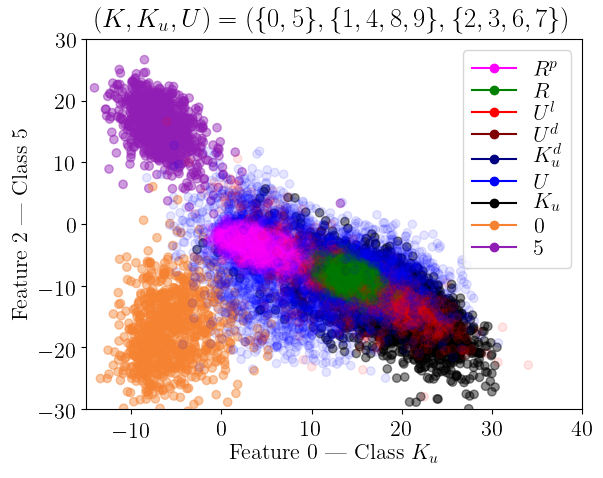 (K, K_u, U) = ({0, 5}, {1, 4, 8, 9}, {2, 3, 6, 7})
30
20
10
0
−10
−20
−30
Feature 2 — Class 5
R^p
R
U^l
U^d
K_u^d
U
K_u
0
5
−10
0
10
20
30
40
Feature 0 — Class K_u